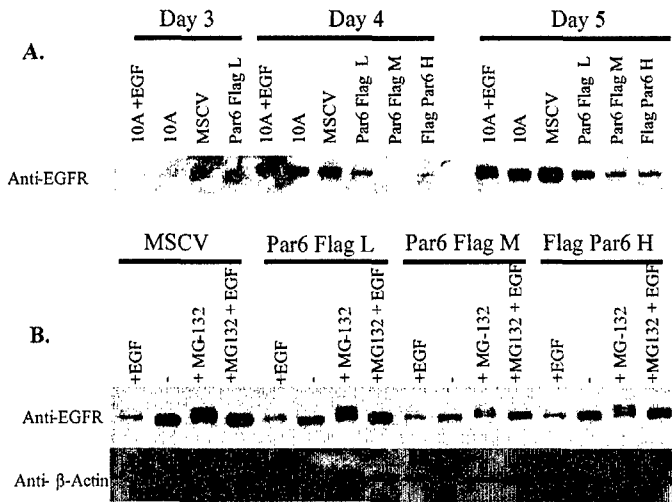 Day 3 Day 4 Day 5
A.
10A +EGF
10A
MSCV
Par6 Flag L
10A +EGF
10A
MSCV
Par6 Flag L
Par6 Flag M
Flag Par6 H
10A +EGF
10A
MSCV
Par6 Flag L
Par6 Flag M
Flag Par6 H
Anti-EGFR
MSCV Par6 Flag L Par6 Flag M Flag Par6 H
B.
+EGF
-
+ MG-132
+MG132 + EGF
+EGF
-
+ MG-132
+MG132 + EGF
+EGF
-
+ MG-132
+MG132 + EGF
+EGF
-
+ MG-132
+MG132 + EGF
Anti-EGFR
Anti- β-Actin